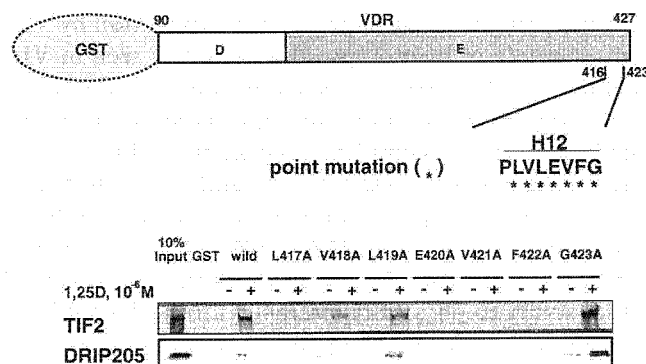 90 VDR 427
GST D E
416 423
H12
point mutation (*) PLVLEVFG
* * * * * * *
10%
Input GST wild L417A V418A L419A E420A V421A F422A G423A
1,25D, 10⁻⁶M - + - + - + - + - + - + - + - +
TIF2
DRIP205